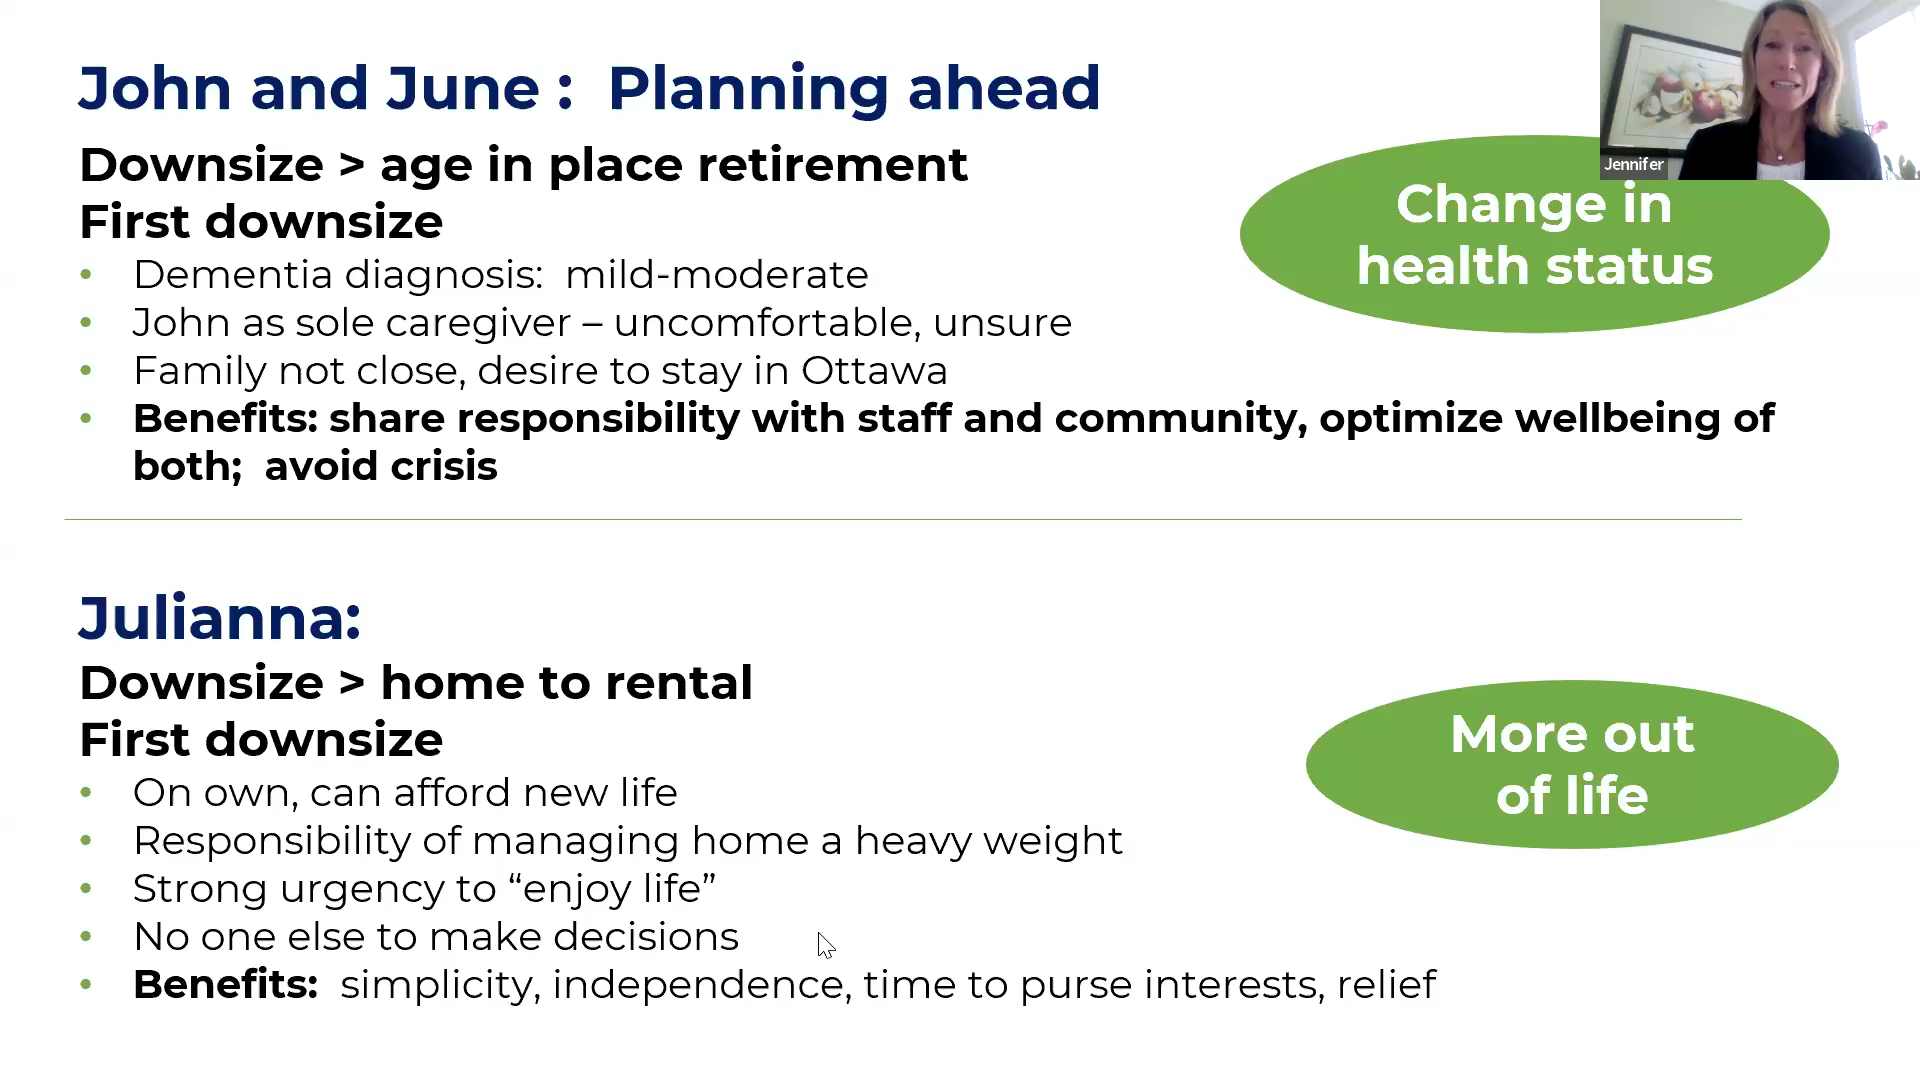 John and June :  Planning ahead
Downsize > age in place retirement
First downsize
• Dementia diagnosis:  mild-moderate
• John as sole caregiver – uncomfortable, unsure
• Family not close, desire to stay in Ottawa
• Benefits: share responsibility with staff and community, optimize wellbeing of
both;  avoid crisis
Jennifer
Change in
health status
Julianna:
Downsize > home to rental
First downsize
• On own, can afford new life
• Responsibility of managing home a heavy weight
• Strong urgency to “enjoy life”
• No one else to make decisions
• Benefits:  simplicity, independence, time to purse interests, relief
More out
of life